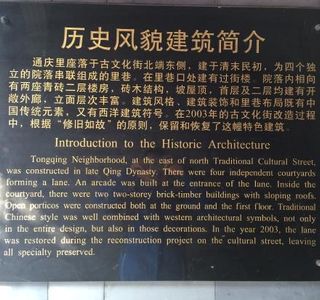 历史风貌建筑简介
通庆里座落于古文化街北端东侧，建于清末民初，为四个独
立的院落串联组成的里巷。在里巷口处建有过街楼。院落内相向
有两座青砖二层楼房，砖木结构，坡屋顶，首层及二层均建有开
敞外廊，立面层次丰富。建筑风格、建筑装饰和里巷布局既有中
国传统元素，又有西洋建筑符号。在2003年的古文化街改造过程
中，根据“修旧如故”的原则，保留和恢复了这幢特色建筑。
Introduction to the Historic Architecture
Tongqing Neighborhood, at the east of north Traditional Cultural Street,
was constructed in late Qing Dynasty. There were four independent courtyards
forming a lane. An arcade was built at the entrance of the lane. Inside the
courtyard, there were two two-storey brick-timber buildings with sloping roofs.
Open porticos were constructed both at the ground and the first floor. Traditional
Chinese style was well combined with western architectural symbols, not only
in the entire design, but also in those decorations. In the year 2003, the lane
was restored during the reconstruction project on the cultural street, leaving
all specialty preserved.